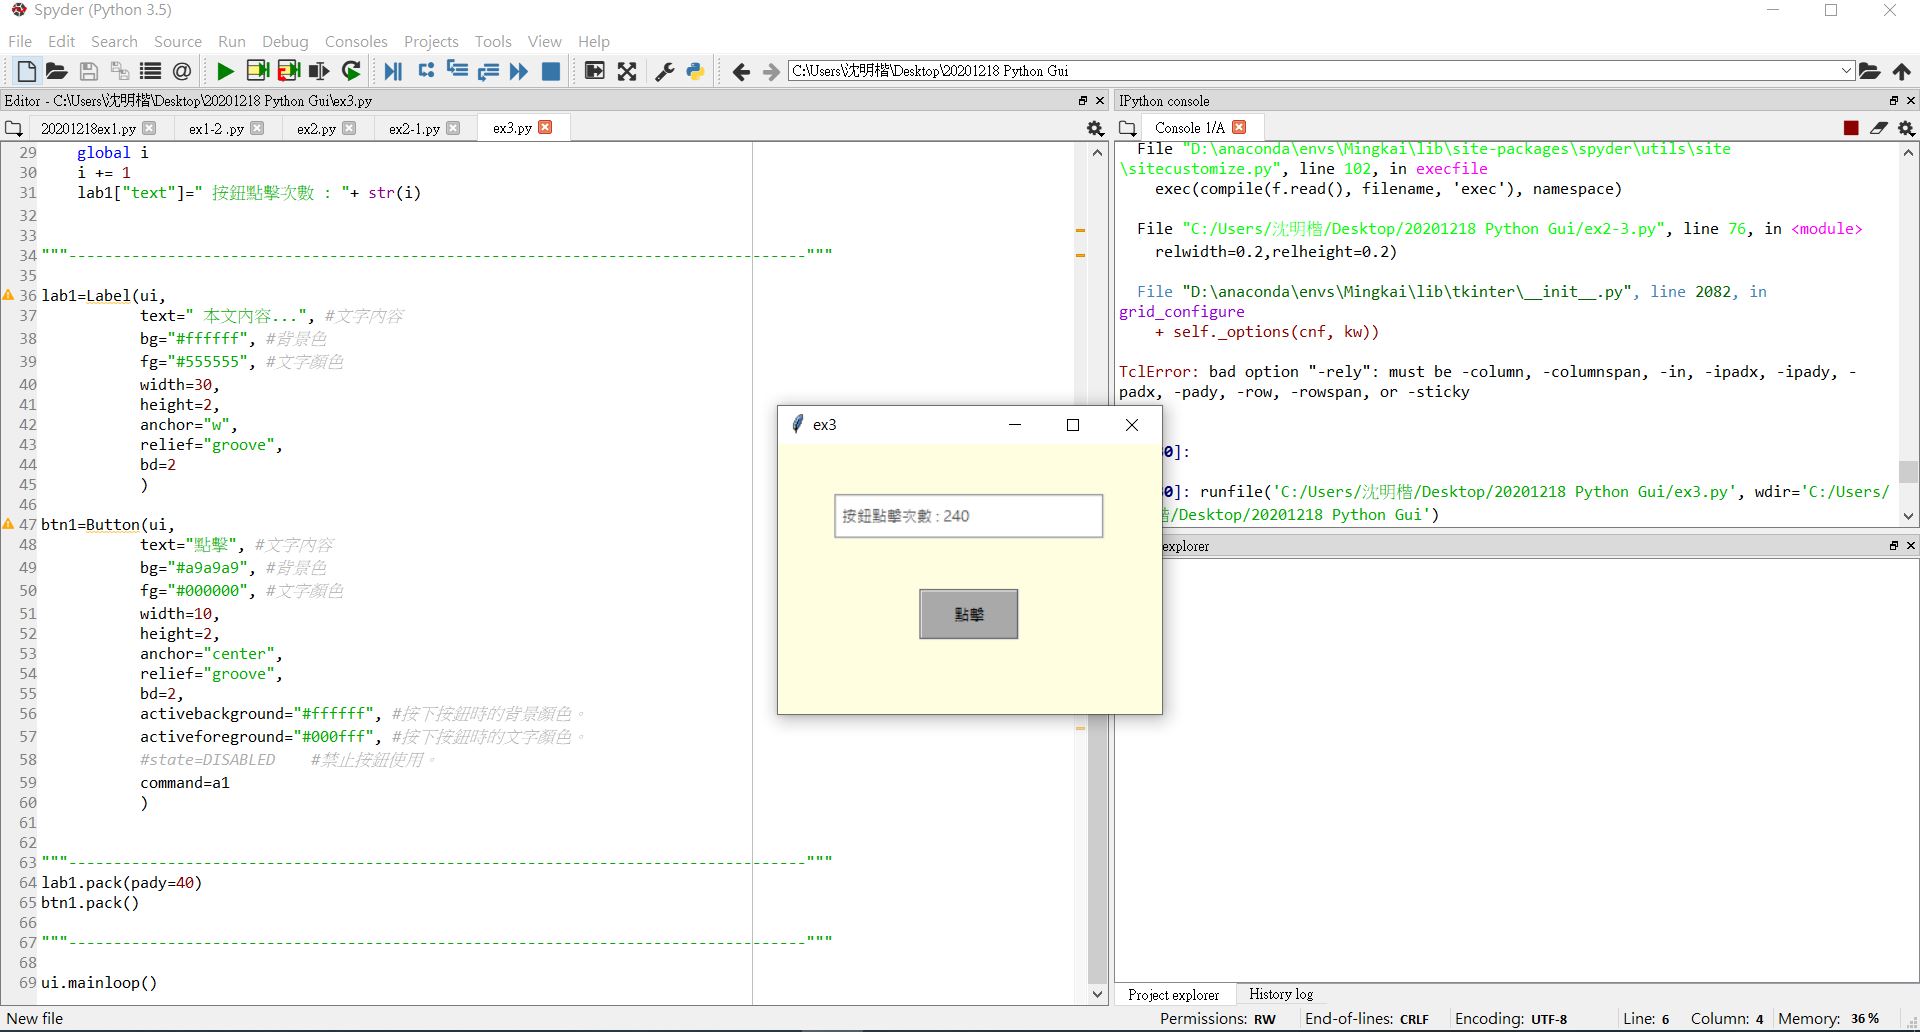 Spyder (Python 3.5)
File Edit Search Source Run Debug Consoles Projects Tools View Help
C:\Users\沈明楷\Desktop\20201218 Python Gui
Editor - C:\Users\沈明楷\Desktop\20201218 Python Gui\ex3.py
20201218ex1.py ex1-2 .py ex2.py ex2-1.py ex3.py
29 global i
30 i += 1
31 lab1["text"]=" 按鈕點擊次數 : "+ str(i)
32
33
34 """----------------------------------------------------------------------------------"""
35
36 lab1=Label(ui,
37 text=" 本文內容...", #文字內容
38 bg="#ffffff", #背景色
39 fg="#555555", #文字顏色
40 width=30,
41 height=2,
42 anchor="w",
43 relief="groove",
44 bd=2
45 )
46
47 btn1=Button(ui,
48 text="點擊", #文字內容
49 bg="#a9a9a9", #背景色
50 fg="#000000", #文字顏色
51 width=10,
52 height=2,
53 anchor="center",
54 relief="groove",
55 bd=2,
56 activebackground="#ffffff", #按下按鈕時的背景顏色。
57 activeforeground="#000fff", #按下按鈕時的文字顏色。
58 #state=DISABLED #禁止按鈕使用。
59 command=a1
60 )
61
62
63 """----------------------------------------------------------------------------------"""
64 lab1.pack(pady=40)
65 btn1.pack()
66
67 """----------------------------------------------------------------------------------"""
68
69 ui.mainloop()
ex3
按鈕點擊次數 : 240
點擊
IPython console
Console 1/A
File "D:\anaconda\envs\Mingkai\lib\site-packages\spyder\utils\site
\sitecustomize.py", line 102, in execfile
exec(compile(f.read(), filename, 'exec'), namespace)
File "C:/Users/沈明楷/Desktop/20201218 Python Gui/ex2-3.py", line 76, in <module>
relwidth=0.2,relheight=0.2)
File "D:\anaconda\envs\Mingkai\lib\tkinter\__init__.py", line 2082, in
grid_configure
+ self._options(cnf, kw))
TclError: bad option "-rely": must be -column, -columnspan, -in, -ipadx, -ipady, -
padx, -pady, -row, -rowspan, or -sticky
0]:
0]: runfile('C:/Users/沈明楷/Desktop/20201218 Python Gui/ex3.py', wdir='C:/Users/
楷/Desktop/20201218 Python Gui')
explorer
Project explorer History log
New file Permissions: RW End-of-lines: CRLF Encoding: UTF-8 Line: 6 Column: 4 Memory: 36 %